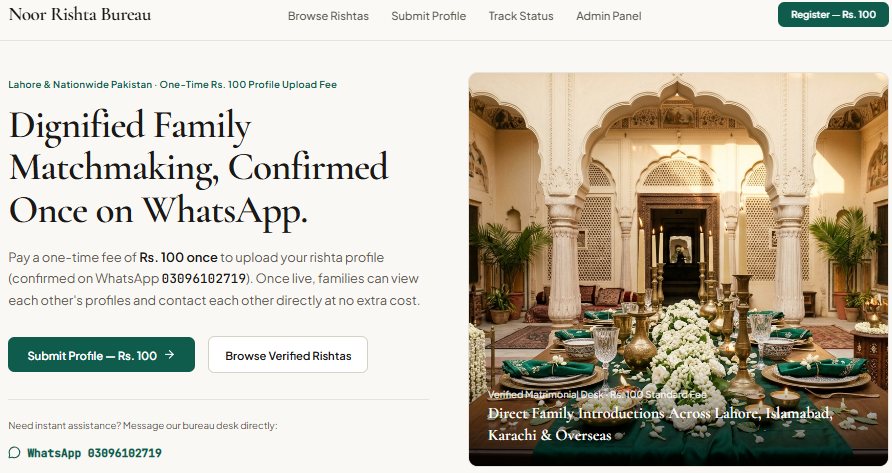 Noor Rishta Bureau
Browse Rishtas Submit Profile Track Status Admin Panel
Register — Rs. 100
Lahore & Nationwide Pakistan · One-Time Rs. 100 Profile Upload Fee
Dignified Family
Matchmaking, Confirmed
Once on WhatsApp.
Pay a one-time fee of Rs. 100 once to upload your rishta profile
(confirmed on WhatsApp 03096102719). Once live, families can view
each other's profiles and contact each other directly at no extra cost.
Submit Profile — Rs. 100 →
Browse Verified Rishtas
Need instant assistance? Message our bureau desk directly:
WhatsApp 03096102719
Verified Matrimonial Desk · Rs. 100 Standard Fee
Direct Family Introductions Across Lahore, Islamabad,
Karachi & Overseas